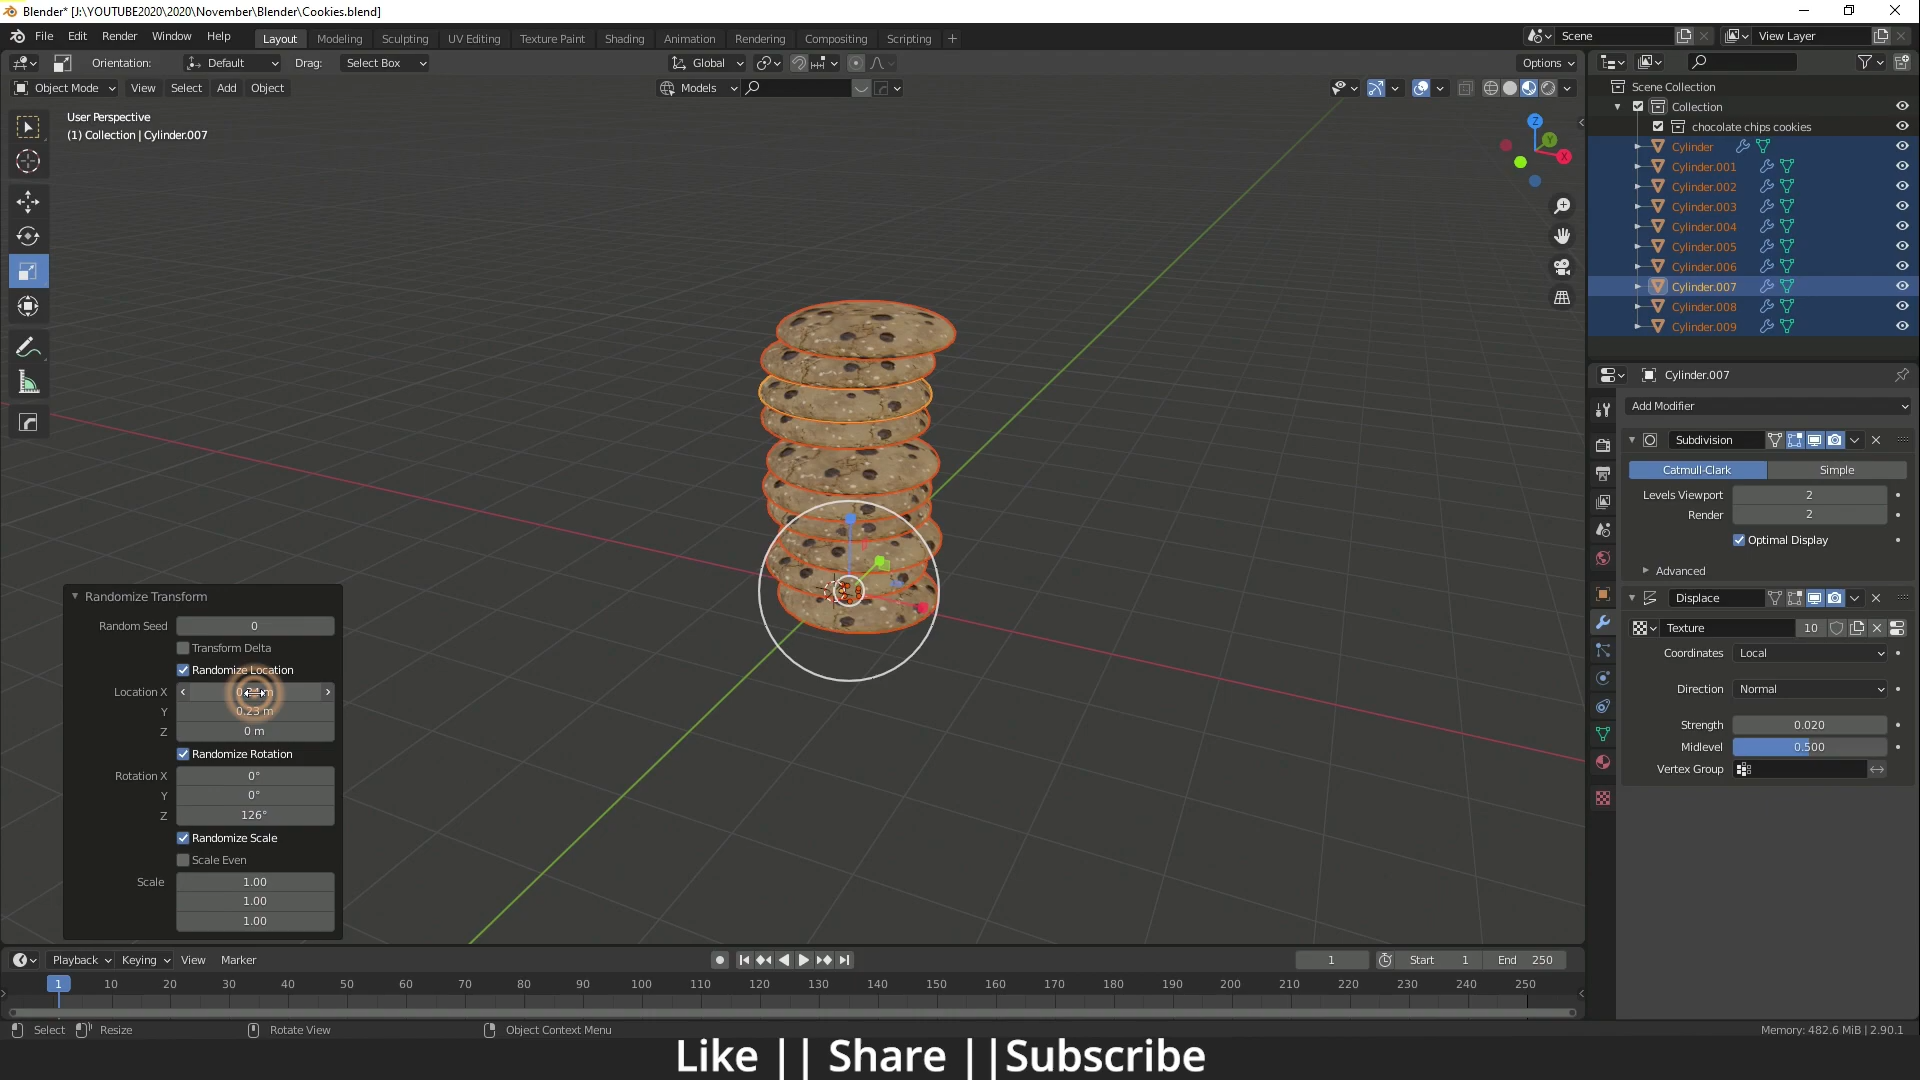 Blender* [J:\YOUTUBE2020\2020\November\Blender\Cookies.blend]
File Edit Render Window Help Layout Modeling Sculpting UV Editing Texture Paint Shading Animation Rendering Compositing Scripting + Scene View Layer
Orientation: Default Drag: Select Box Global Options
Object Mode View Select Add Object Models
User Perspective
(1) Collection | Cylinder.007
Z
Y
X
Scene Collection
Collection
chocolate chips cookies
Cylinder
Cylinder.001
Cylinder.002
Cylinder.003
Cylinder.004
Cylinder.005
Cylinder.006
Cylinder.007
Cylinder.008
Cylinder.009
Cylinder.007
Add Modifier
Subdivision
Catmull-Clark Simple
Levels Viewport 2
Render 2
Optimal Display
Advanced
Displace
Texture 10
Coordinates Local
Direction Normal
Strength 0.020
Midlevel 0.500
Vertex Group
Randomize Transform
Random Seed 0
Transform Delta
Randomize Location
Location X
Y 0.23 m
Z 0 m
Randomize Rotation
Rotation X 0°
Y 0°
Z 126°
Randomize Scale
Scale Even
Scale 1.00
1.00
1.00
Playback Keying View Marker 1 Start 1 End 250
1 10 20 30 40 50 60 70 80 90 100 110 120 130 140 150 160 170 180 190 200 210 220 230 240 250
Select Resize Rotate View Object Context Menu Memory: 482.6 MiB | 2.90.1
Like || Share ||Subscribe